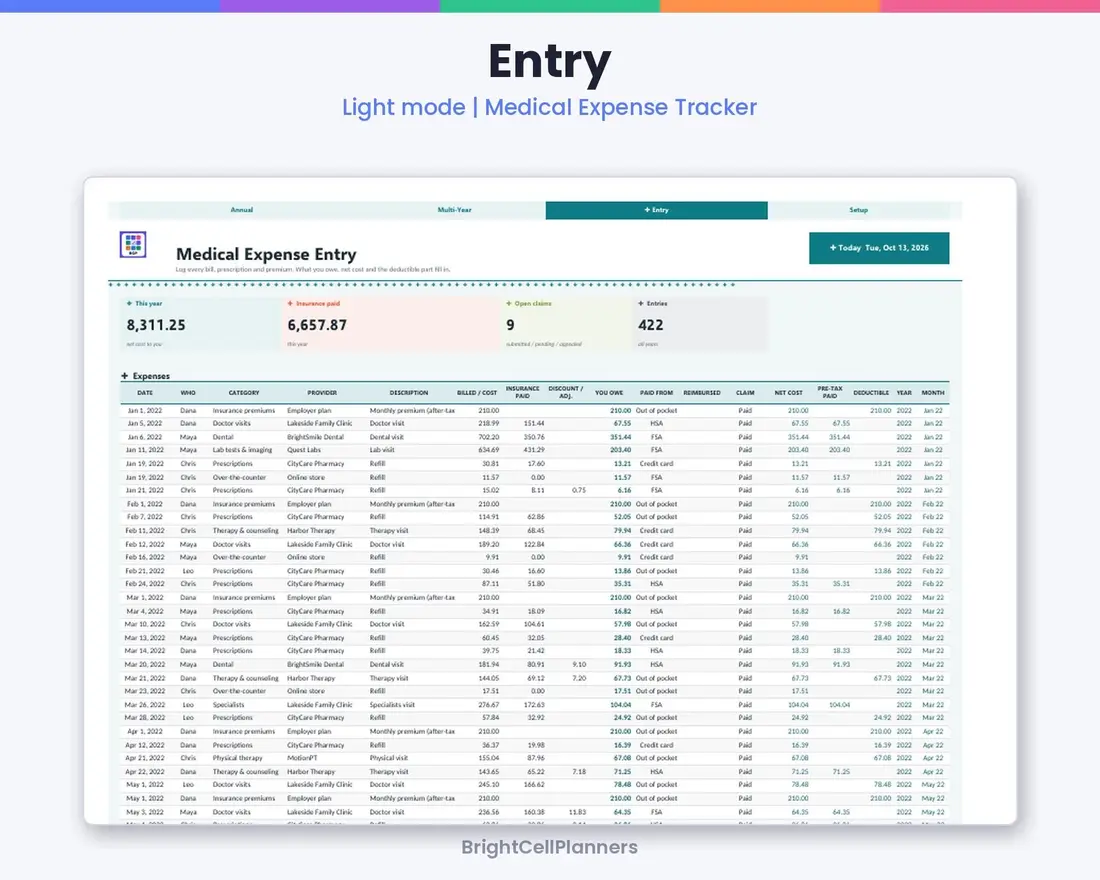 Entry
Light mode | Medical Expense Tracker
Annual Multi-Year + Entry Setup
BCP
Medical Expense Entry
Log every bill, prescription and premium. What you owe, net cost and the deductible part fill in.
+ Today Tue, Oct 13, 2026
+ This year + Insurance paid + Open claims + Entries
8,311.25 6,657.87 9 422
net cost to you this year submitted / pending / appealed all years
+ Expenses
DATE WHO CATEGORY PROVIDER DESCRIPTION BILLED / COST INSURANCE PAID DISCOUNT / ADJ. YOU OWE PAID FROM REIMBURSED CLAIM NET COST PRE-TAX PAID DEDUCTIBLE YEAR MONTH
Jan 1, 2022 Dana Insurance premiums Employer plan Monthly premium (after-tax 210.00 210.00 Out of pocket Paid 210.00 210.00 2022 Jan 22
Jan 5, 2022 Dana Doctor visits Lakeside Family Clinic Doctor visit 218.99 151.44 67.55 HSA Paid 67.55 67.55 2022 Jan 22
Jan 6, 2022 Maya Dental BrightSmile Dental Dental visit 702.20 350.76 351.44 FSA Paid 351.44 351.44 2022 Jan 22
Jan 11, 2022 Maya Lab tests & imaging Quest Labs Lab visit 634.69 431.29 203.40 FSA Paid 203.40 203.40 2022 Jan 22
Jan 19, 2022 Chris Prescriptions CityCare Pharmacy Refill 30.81 17.60 13.21 Credit card Paid 13.21 13.21 2022 Jan 22
Jan 19, 2022 Chris Over-the-counter Online store Refill 11.57 0.00 11.57 FSA Paid 11.57 11.57 2022 Jan 22
Jan 21, 2022 Chris Prescriptions CityCare Pharmacy Refill 15.02 8.11 0.75 6.16 FSA Paid 6.16 6.16 2022 Jan 22
Feb 1, 2022 Dana Insurance premiums Employer plan Monthly premium (after-tax 210.00 210.00 Out of pocket Paid 210.00 210.00 2022 Feb 22
Feb 7, 2022 Chris Prescriptions CityCare Pharmacy Refill 114.91 62.86 52.05 Out of pocket Paid 52.05 52.05 2022 Feb 22
Feb 11, 2022 Chris Therapy & counseling Harbor Therapy Therapy visit 148.39 68.45 79.94 Credit card Paid 79.94 79.94 2022 Feb 22
Feb 12, 2022 Maya Doctor visits Lakeside Family Clinic Doctor visit 189.20 122.84 66.36 Credit card Paid 66.36 66.36 2022 Feb 22
Feb 16, 2022 Maya Over-the-counter Online store Refill 9.91 0.00 9.91 Credit card Paid 9.91 2022 Feb 22
Feb 21, 2022 Leo Prescriptions CityCare Pharmacy Refill 30.46 16.60 13.86 Out of pocket Paid 13.86 13.86 2022 Feb 22
Feb 24, 2022 Chris Prescriptions CityCare Pharmacy Refill 87.11 51.80 35.31 HSA Paid 35.31 35.31 2022 Feb 22
Mar 1, 2022 Dana Insurance premiums Employer plan Monthly premium (after-tax 210.00 210.00 Out of pocket Paid 210.00 210.00 2022 Mar 22
Mar 4, 2022 Maya Prescriptions CityCare Pharmacy Refill 34.91 18.09 16.82 HSA Paid 16.82 16.82 2022 Mar 22
Mar 10, 2022 Chris Doctor visits Lakeside Family Clinic Doctor visit 162.59 104.61 57.98 Out of pocket Paid 57.98 57.98 2022 Mar 22
Mar 13, 2022 Maya Prescriptions CityCare Pharmacy Refill 60.45 32.05 28.40 Credit card Paid 28.40 28.40 2022 Mar 22
Mar 14, 2022 Dana Prescriptions CityCare Pharmacy Refill 39.75 21.42 18.33 HSA Paid 18.33 18.33 2022 Mar 22
Mar 20, 2022 Maya Dental BrightSmile Dental Dental visit 181.94 80.91 9.10 91.93 HSA Paid 91.93 91.93 2022 Mar 22
Mar 21, 2022 Dana Therapy & counseling Harbor Therapy Therapy visit 144.05 69.12 7.20 67.73 Out of pocket Paid 67.73 67.73 2022 Mar 22
Mar 23, 2022 Chris Over-the-counter Online store Refill 17.51 0.00 17.51 Out of pocket Paid 17.51 2022 Mar 22
Mar 26, 2022 Leo Specialists Lakeside Family Clinic Specialists visit 276.67 172.63 104.04 FSA Paid 104.04 104.04 2022 Mar 22
Mar 28, 2022 Leo Prescriptions CityCare Pharmacy Refill 57.84 32.92 24.92 Out of pocket Paid 24.92 24.92 2022 Mar 22
Apr 1, 2022 Dana Insurance premiums Employer plan Monthly premium (after-tax 210.00 210.00 Out of pocket Paid 210.00 210.00 2022 Apr 22
Apr 12, 2022 Dana Prescriptions CityCare Pharmacy Refill 36.37 19.98 16.39 Credit card Paid 16.39 16.39 2022 Apr 22
Apr 21, 2022 Chris Physical therapy MotionPT Physical visit 155.04 87.96 67.08 Out of pocket Paid 67.08 67.08 2022 Apr 22
Apr 22, 2022 Dana Therapy & counseling Harbor Therapy Therapy visit 143.65 65.22 7.18 71.25 HSA Paid 71.25 71.25 2022 Apr 22
May 1, 2022 Leo Doctor visits Lakeside Family Clinic Doctor visit 245.10 166.62 78.48 Out of pocket Paid 78.48 78.48 2022 May 22
May 1, 2022 Dana Insurance premiums Employer plan Monthly premium (after-tax 210.00 210.00 Out of pocket Paid 210.00 210.00 2022 May 22
May 3, 2022 Maya Doctor visits Lakeside Family Clinic Doctor visit 236.56 160.38 11.83 64.35 FSA Paid 64.35 64.35 2022 May 22
BrightCellPlanners